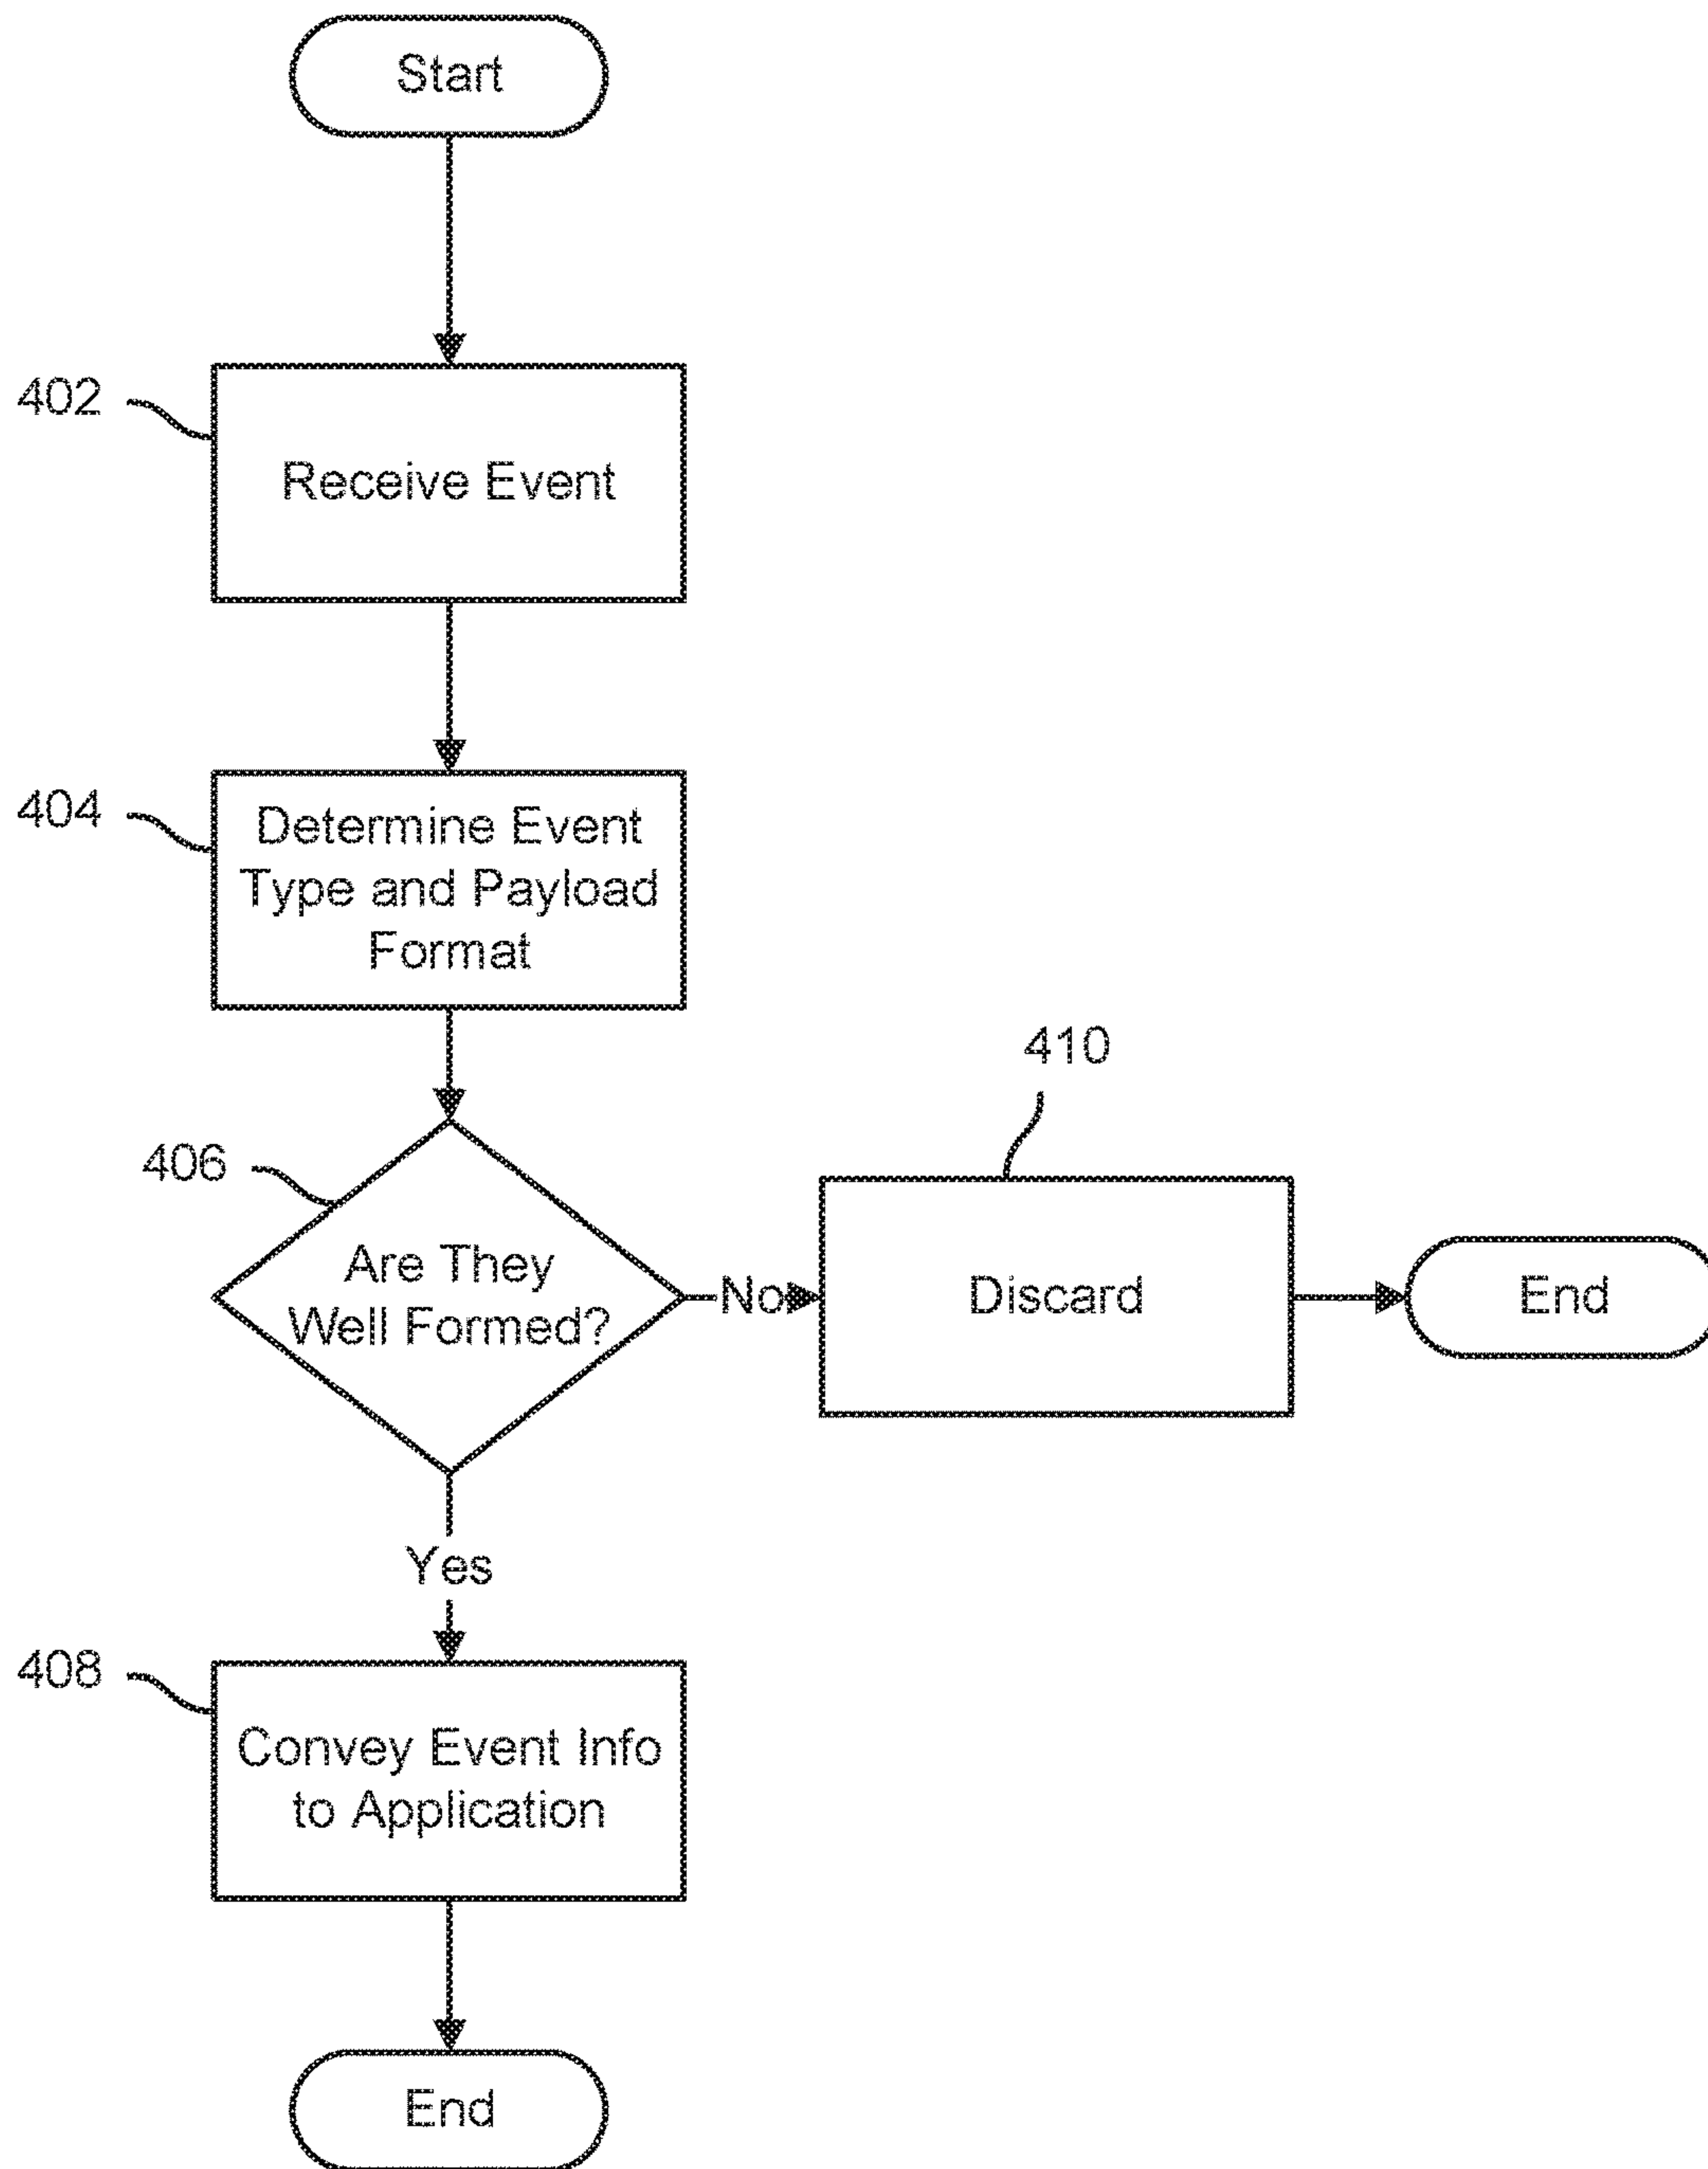 Start
402
Receive Event
404
Determine Event
Type and Payload
Format
410
406
Are They
Well Formed?
No
Discard
End
Yes
408
Convey Event Info
to Application
End